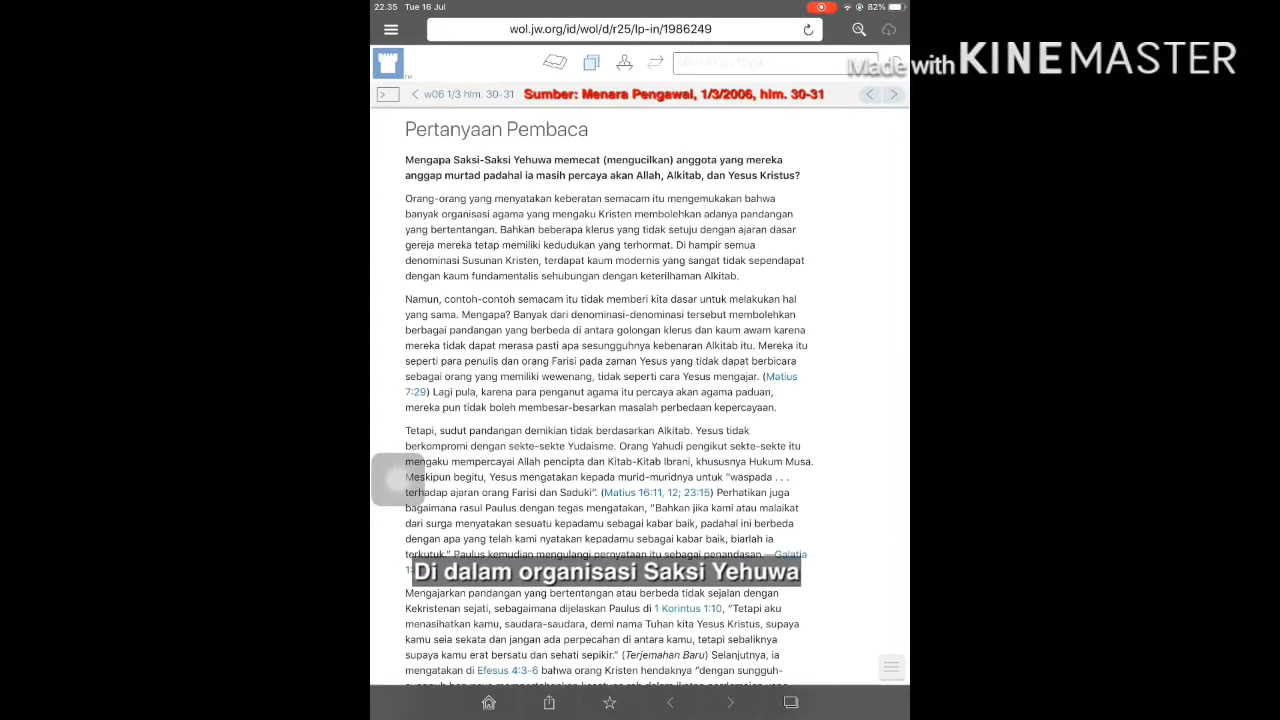 22.35 Tue 16 Jul
82%
wol.jw.org/id/wol/d/r25/lp-in/1986249
Made with KINEMASTER
w06 1/3 hlm. 30-31
Sumber: Menara Pengawal, 1/3/2006, hlm. 30-31
Pertanyaan Pembaca
Mengapa Saksi-Saksi Yehuwa memecat (mengucilkan) anggota yang mereka
anggap murtad padahal ia masih percaya akan Allah, Alkitab, dan Yesus Kristus?
Orang-orang yang menyatakan keberatan semacam itu mengemukakan bahwa
banyak organisasi agama yang mengaku Kristen membolehkan adanya pandangan
yang bertentangan. Bahkan beberapa klerus yang tidak setuju dengan ajaran dasar
gereja mereka tetap memiliki kedudukan yang terhormat. Di hampir semua
denominasi Susunan Kristen, terdapat kaum modernis yang sangat tidak sependapat
dengan kaum fundamentalis sehubungan dengan keterilhaman Alkitab.
Namun, contoh-contoh semacam itu tidak memberi kita dasar untuk melakukan hal
yang sama. Mengapa? Banyak dari denominasi-denominasi tersebut membolehkan
berbagai pandangan yang berbeda di antara golongan klerus dan kaum awam karena
mereka tidak dapat merasa pasti apa sesungguhnya kebenaran Alkitab itu. Mereka itu
seperti para penulis dan orang Farisi pada zaman Yesus yang tidak dapat berbicara
sebagai orang yang memiliki wewenang, tidak seperti cara Yesus mengajar. (Matius
7:29) Lagi pula, karena para penganut agama itu percaya akan agama paduan,
mereka pun tidak boleh membesar-besarkan masalah perbedaan kepercayaan.
Tetapi, sudut pandangan demikian tidak berdasarkan Alkitab. Yesus tidak
berkompromi dengan sekte-sekte Yudaisme. Orang Yahudi pengikut sekte-sekte itu
mengaku mempercayai Allah pencipta dan Kitab-Kitab Ibrani, khususnya Hukum Musa.
Meskipun begitu, Yesus mengatakan kepada murid-muridnya untuk "waspada . . .
terhadap ajaran orang Farisi dan Saduki". (Matius 16:11, 12; 23:15) Perhatikan juga
bagaimana rasul Paulus dengan tegas mengatakan, "Bahkan jika kami atau malaikat
dari surga menyatakan sesuatu kepadamu sebagai kabar baik, padahal ini berbeda
dengan apa yang telah kami nyatakan kepadamu sebagai kabar baik, biarlah ia
terkutuk." Paulus kemudian mengulangi pernyataan itu sebagai penandasan.—Galatia
Di dalam organisasi Saksi Yehuwa
Mengajarkan pandangan yang bertentangan atau berbeda tidak sejalan dengan
Kekristenan sejati, sebagaimana dijelaskan Paulus di 1 Korintus 1:10, "Tetapi aku
menasihatkan kamu, saudara-saudara, demi nama Tuhan kita Yesus Kristus, supaya
kamu seia sekata dan jangan ada perpecahan di antara kamu, tetapi sebaliknya
supaya kamu erat bersatu dan sehati sepikir." (Terjemahan Baru) Selanjutnya, ia
mengatakan di Efesus 4:3-6 bahwa orang Kristen hendaknya "dengan sungguh-